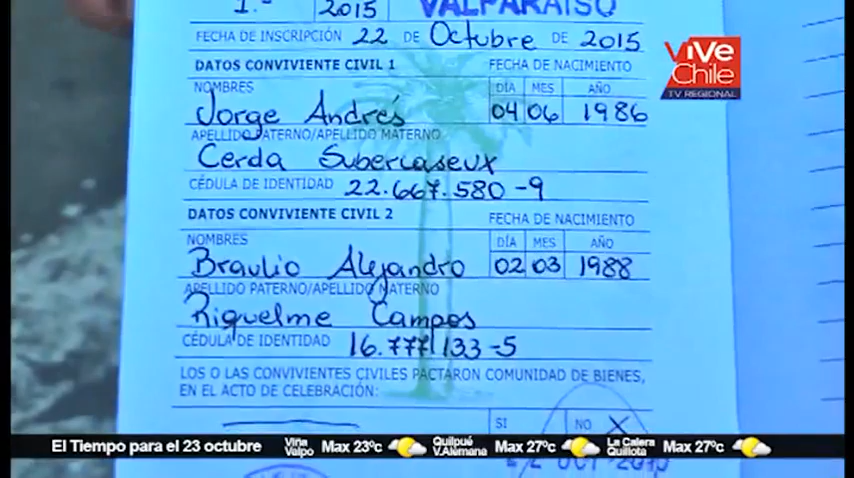 1.- 2015 VALPARAISO
FECHA DE INSCRIPCIÓN 22 DE Octubre DE 2015
DATOS CONVIVIENTE CIVIL 1 FECHA DE NACIMIENTO
NOMBRES DÍA MES AÑO
Jorge Andrés 04 06 1986
APELLIDO PATERNO/APELLIDO MATERNO
Cerda Subercaseux
CÉDULA DE IDENTIDAD 22.667.580-9
DATOS CONVIVIENTE CIVIL 2 FECHA DE NACIMIENTO
NOMBRES DÍA MES AÑO
Braulio Alejandro 02 03 1988
APELLIDO PATERNO/APELLIDO MATERNO
Riquelme Campos
CÉDULA DE IDENTIDAD 16.777.133-5
LOS O LAS CONVIVIENTES CIVILES PACTARON COMUNIDAD DE BIENES,
EN EL ACTO DE CELEBRACIÓN:
SI NO X
22 OCT 2015
ViVe
Chile
TV REGIONAL
El Tiempo para el 23 octubre Viña Valpo Max 23ºc Quilpué V.Alemana Max 27ºc La Calera Quillota Max 27ºc